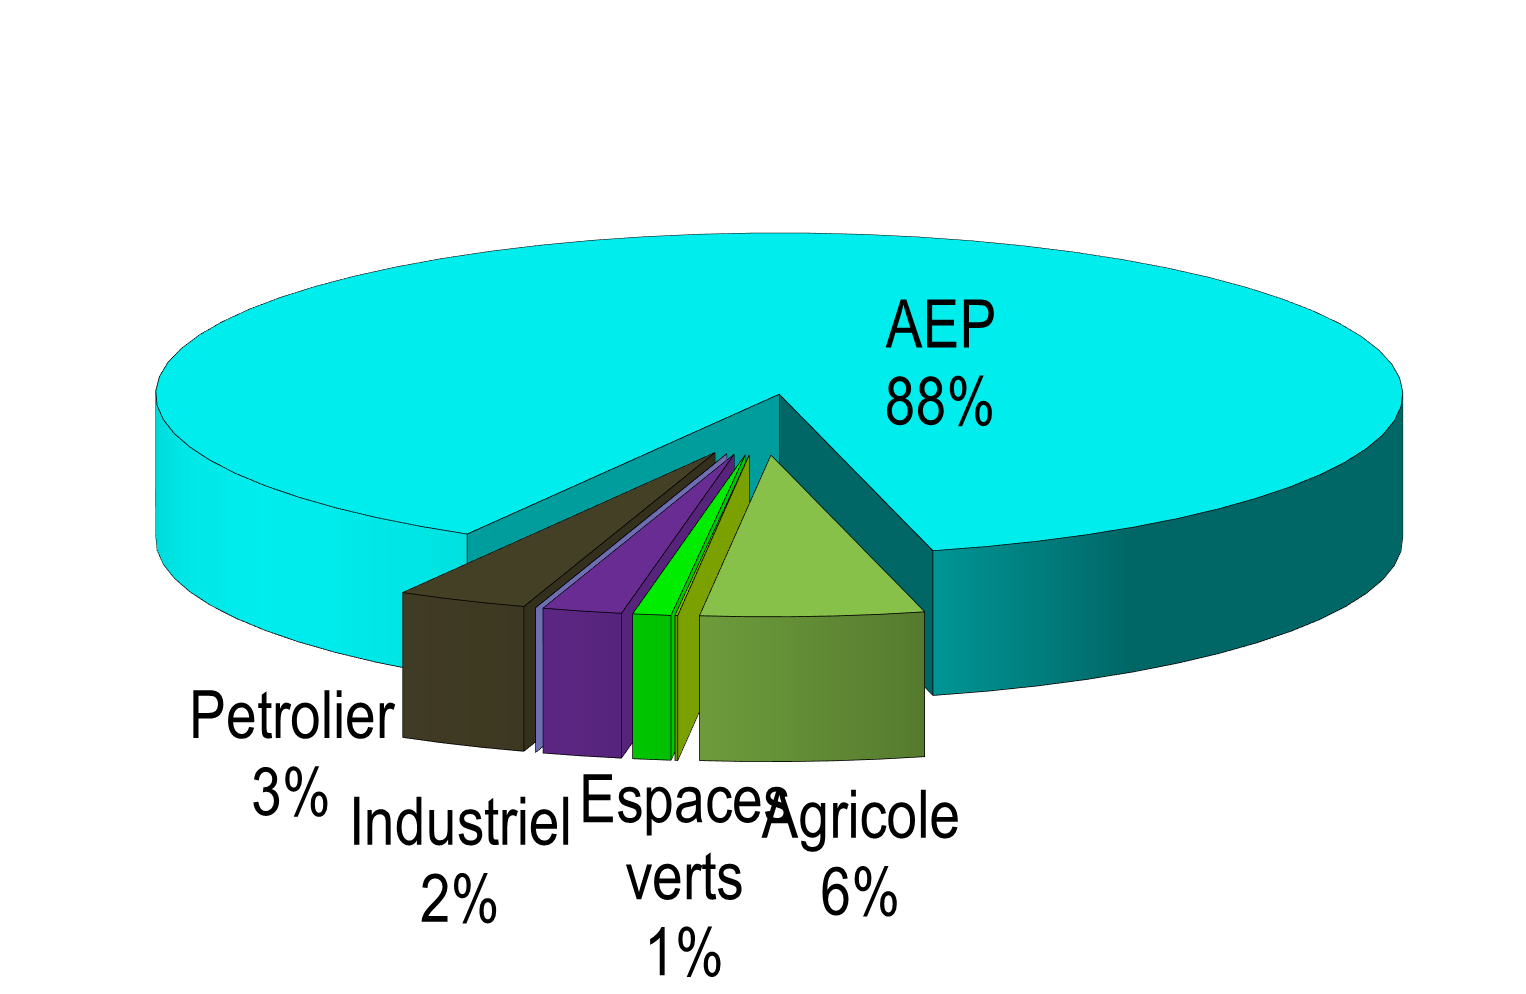 AEP
88%
Petrolier
3%
Industriel
2%
Espaces
verts
1%
Agricole
6%